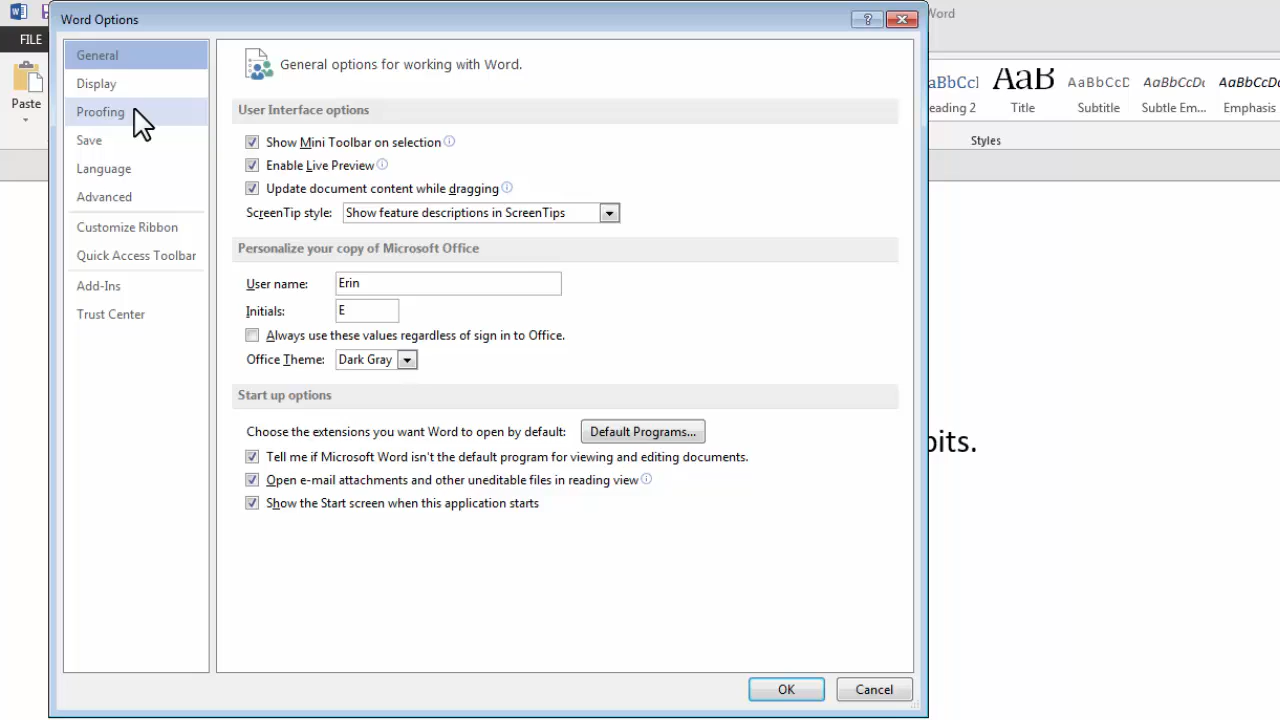 Word Options
Word
FILE
General
Display
Proofing
Save
Language
Advanced
Customize Ribbon
Quick Access Toolbar
Add-Ins
Trust Center
General options for working with Word.
User Interface options
Show Mini Toolbar on selection
Enable Live Preview
Update document content while dragging
ScreenTip style: Show feature descriptions in ScreenTips
Personalize your copy of Microsoft Office
User name: Erin
Initials: E
Always use these values regardless of sign in to Office.
Office Theme: Dark Gray
Start up options
Choose the extensions you want Word to open by default: Default Programs...
Tell me if Microsoft Word isn't the default program for viewing and editing documents.
Open e-mail attachments and other uneditable files in reading view
Show the Start screen when this application starts
OK Cancel
Paste
AaBbCcI AaB AaBbCcD AaBbCcDc AaBbCcDc
eading 2 Title Subtitle Subtle Em... Emphasis
Styles
bits.